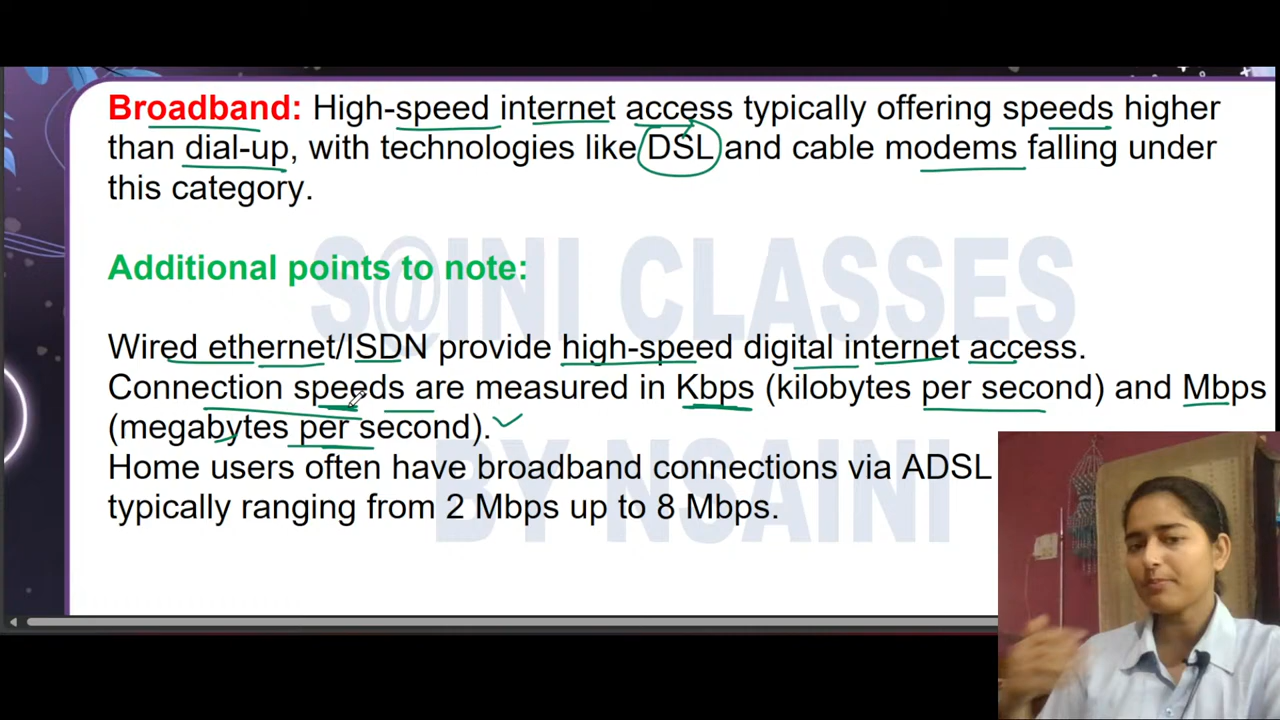 Broadband: High-speed internet access typically offering speeds higher
than dial-up, with technologies like DSL and cable modems falling under
this category.
S@INI CLASSES
Additional points to note:
Wired ethernet/ISDN provide high-speed digital internet access.
Connection speeds are measured in Kbps (kilobytes per second) and Mbps
(megabytes per second).
BY NSAINI
Home users often have broadband connections via ADSL
typically ranging from 2 Mbps up to 8 Mbps.